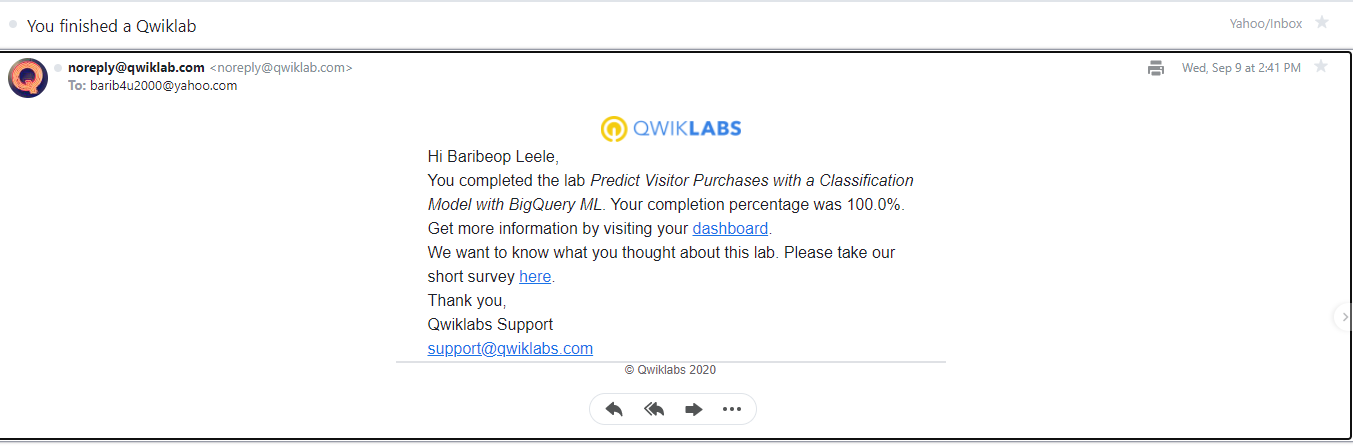 You finished a Qwiklab
Yahoo/Inbox
noreply@qwiklab.com <noreply@qwiklab.com>
Wed, Sep 9 at 2:41 PM
To: barib4u2000@yahoo.com
QWIKLABS
Hi Baribeop Leele,
You completed the lab Predict Visitor Purchases with a Classification
Model with BigQuery ML. Your completion percentage was 100.0%.
Get more information by visiting your dashboard.
We want to know what you thought about this lab. Please take our
short survey here.
Thank you,
Qwiklabs Support
support@qwiklabs.com
© Qwiklabs 2020